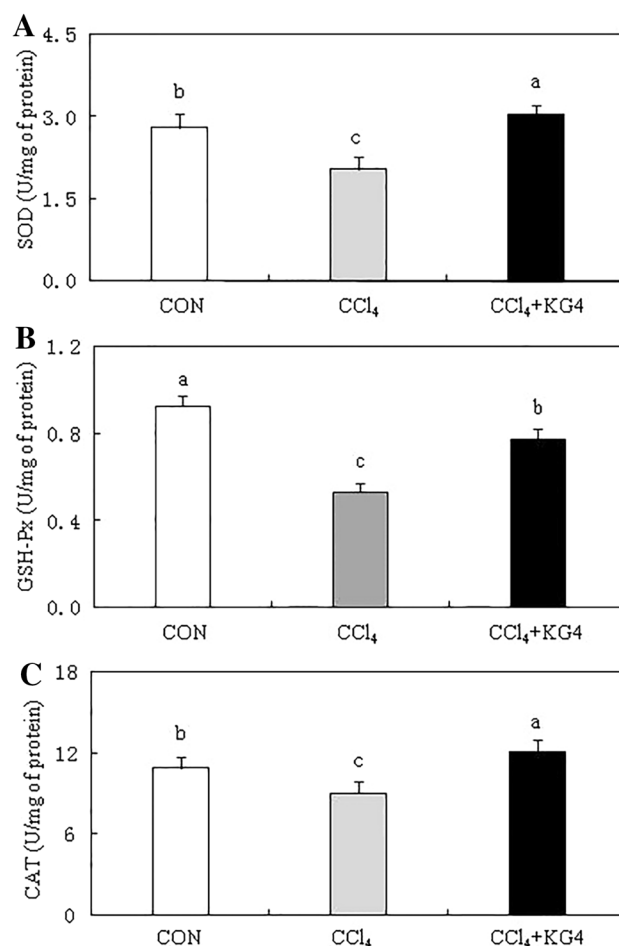 A
SOD (U/mg of protein)
4.5
3.0
1.5
0.0
b
c
a
CON
CCl₄
CCl₄+KG4
B
GSH-Px (U/mg of protein)
1.2
0.8
0.4
0.0
a
c
b
CON
CCl₄
CCl₄+KG4
C
CAT (U/mg of protein)
18
12
6
0
b
c
a
CON
CCl₄
CCl₄+KG4